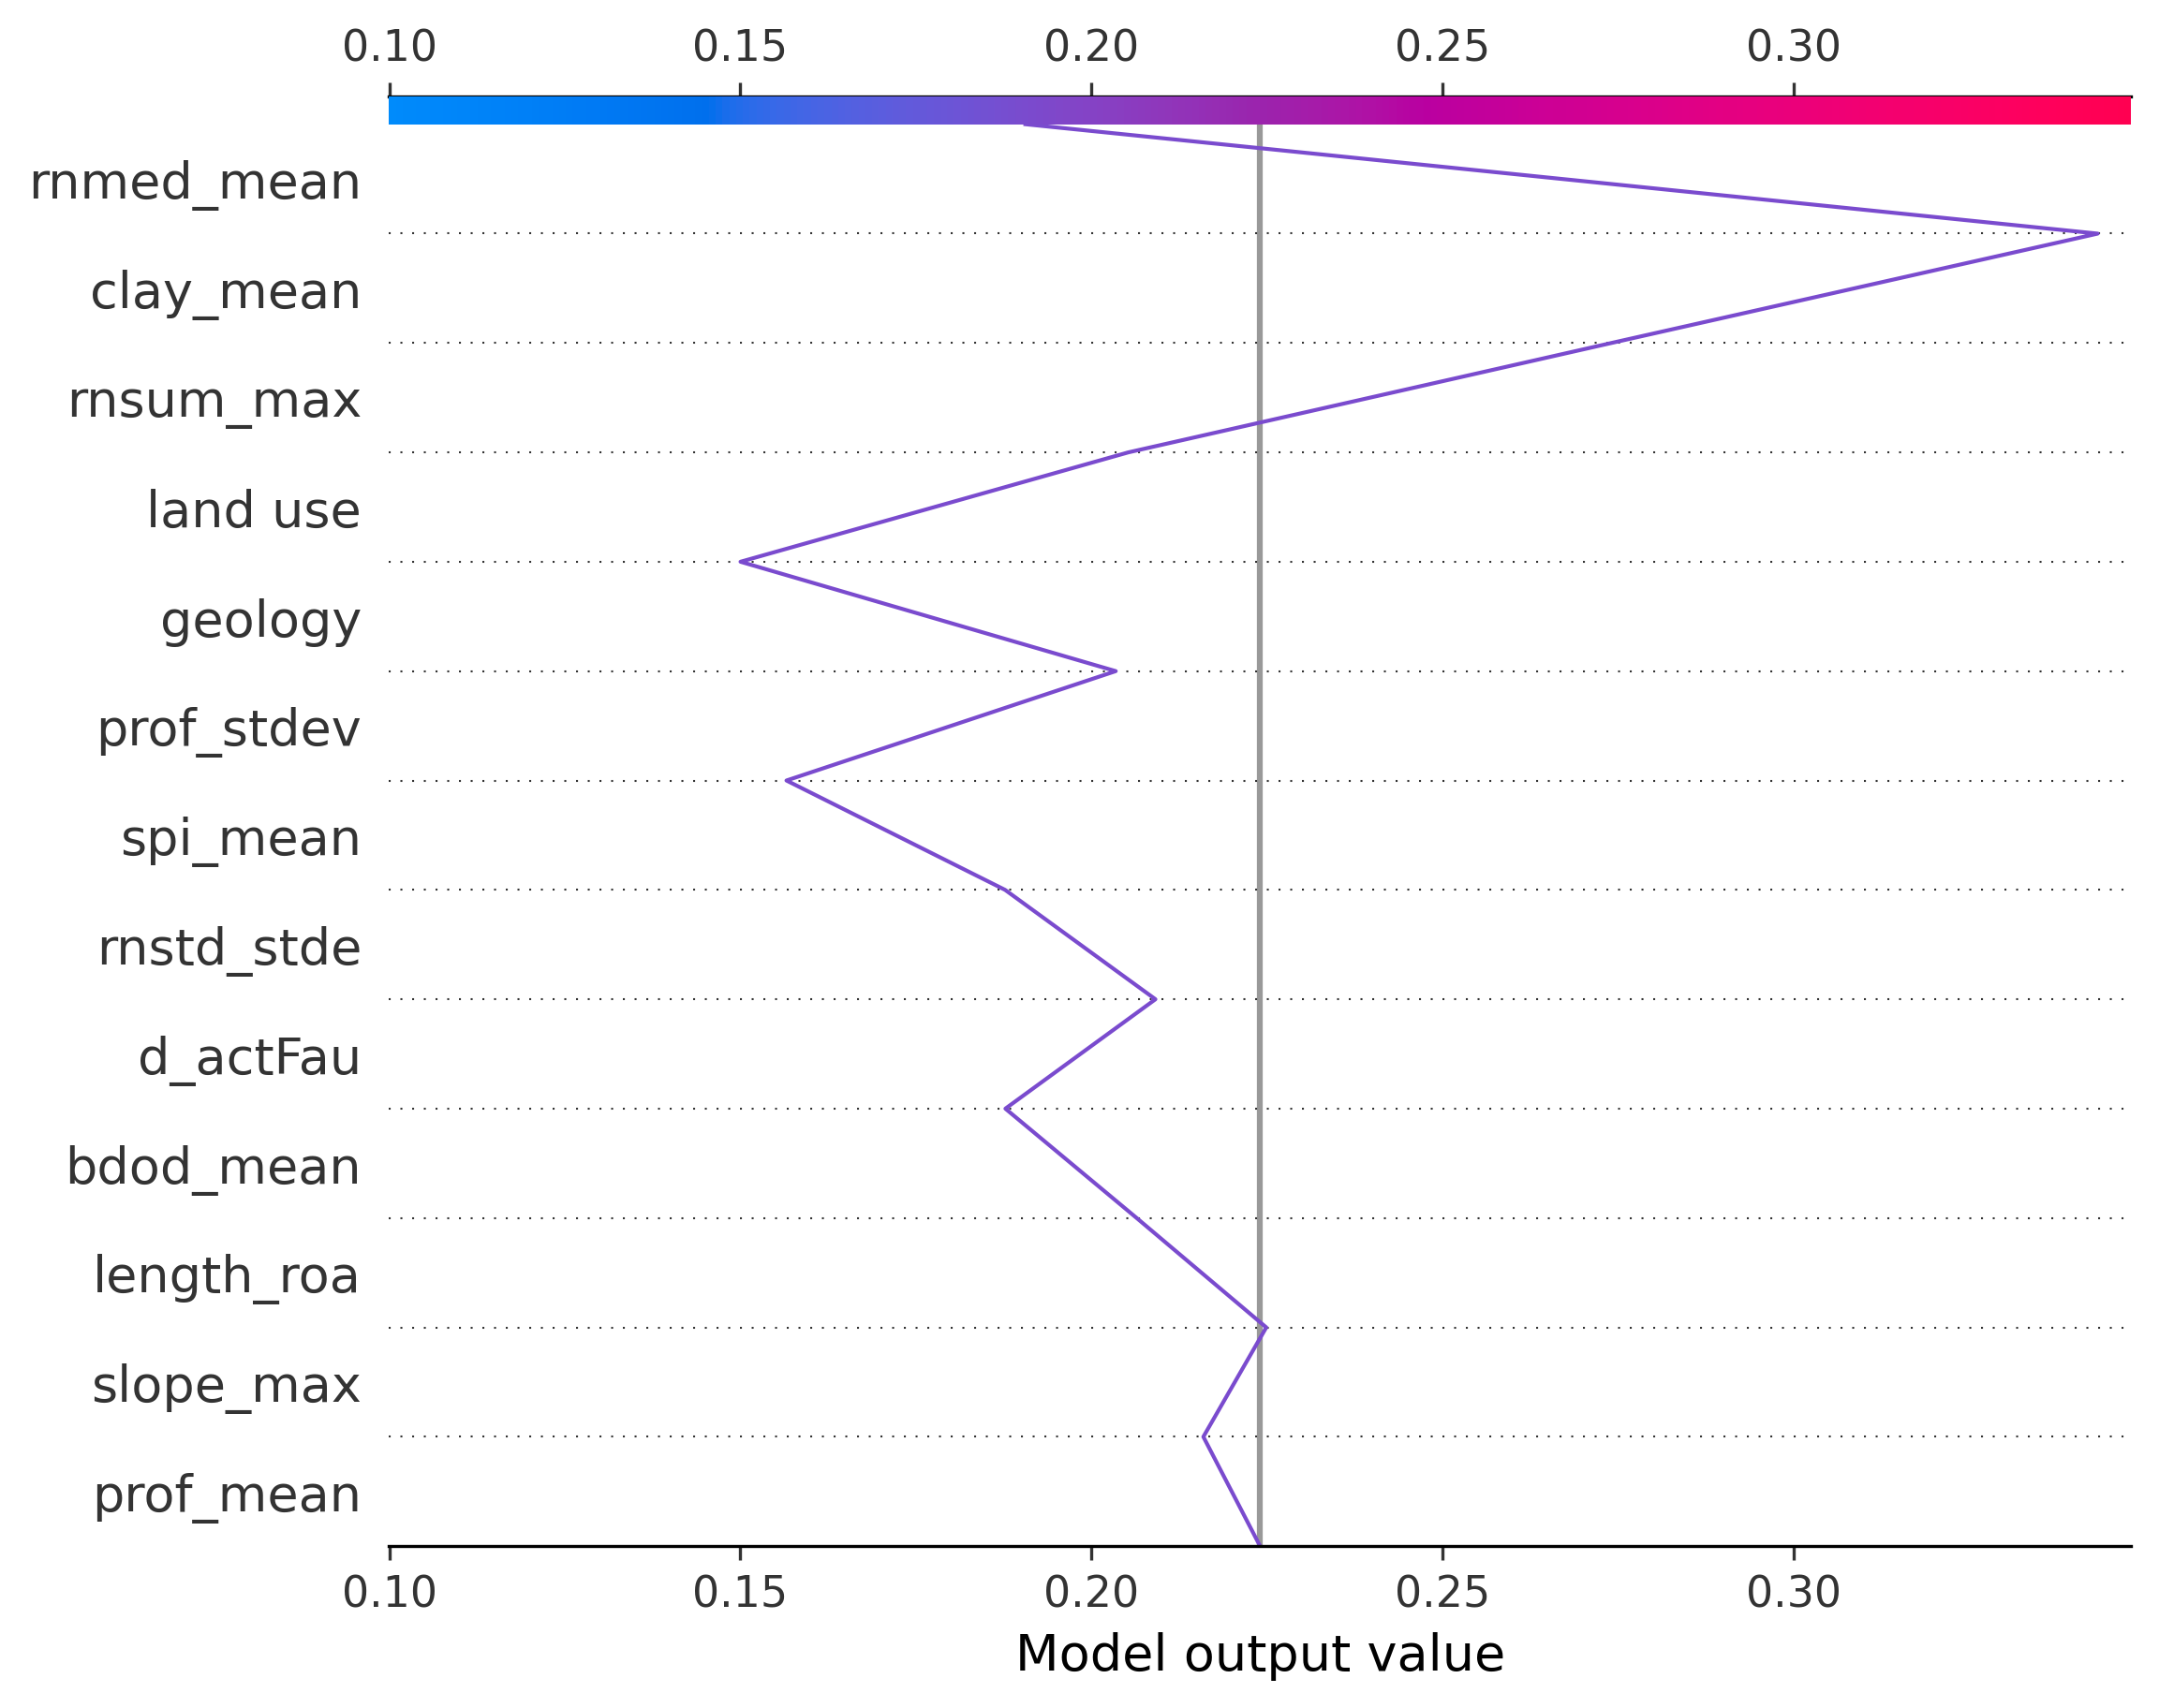 0.10 0.15 0.20 0.25 0.30
rnmed_mean
clay_mean
rnsum_max
land use
geology
prof_stdev
spi_mean
rnstd_stde
d_actFau
bdod_mean
length_roa
slope_max
prof_mean
0.10 0.15 0.20 0.25 0.30
Model output value